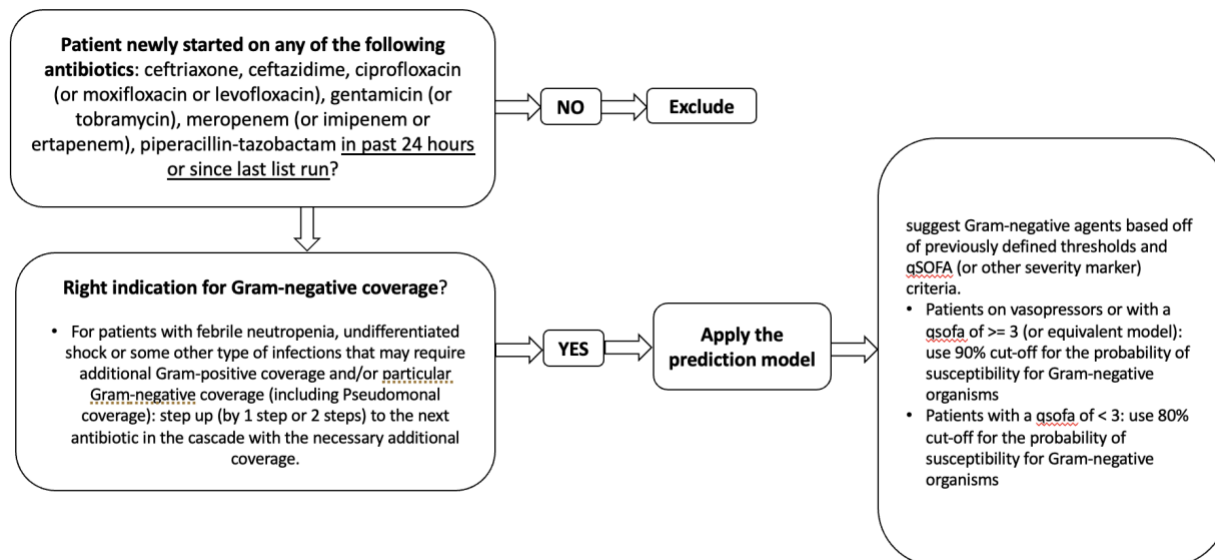 Patient newly started on any of the following
antibiotics: ceftriaxone, ceftazidime, ciprofloxacin
(or moxifloxacin or levofloxacin), gentamicin (or
tobramycin), meropenem (or imipenem or
ertapenem), piperacillin-tazobactam in past 24 hours
or since last list run?
NO
Exclude
Right indication for Gram-negative coverage?
• For patients with febrile neutropenia, undifferentiated
shock or some other type of infections that may require
additional Gram-positive coverage and/or particular
Gram-negative coverage (including Pseudomonal
coverage): step up (by 1 step or 2 steps) to the next
antibiotic in the cascade with the necessary additional
coverage.
YES
Apply the
prediction model
suggest Gram-negative agents based off
of previously defined thresholds and
qSOFA (or other severity marker)
criteria.
• Patients on vasopressors or with a
qsofa of >= 3 (or equivalent model):
use 90% cut-off for the probability of
susceptibility for Gram-negative
organisms
• Patients with a qsofa of < 3: use 80%
cut-off for the probability of
susceptibility for Gram-negative
organisms